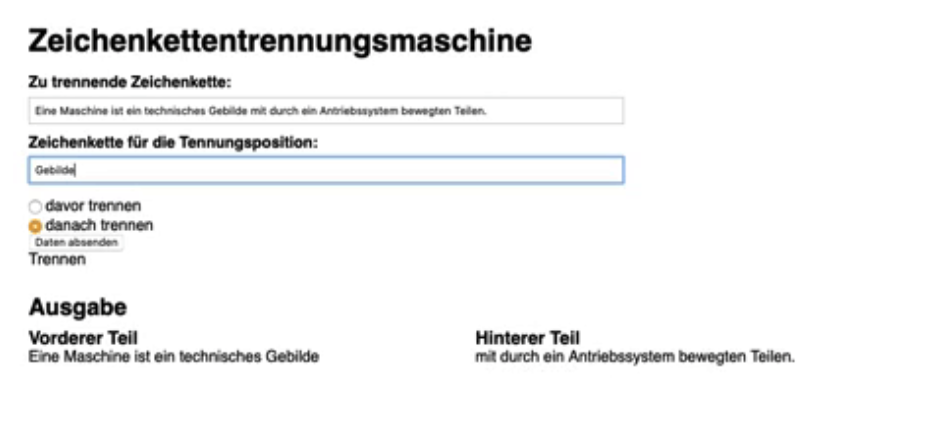 Zeichenkettentrennungsmaschine
Zu trennende Zeichenkette:
Eine Maschine ist ein technisches Gebilde mit durch ein Antriebssystem bewegten Teilen.
Zeichenkette für die Tennungsposition:
Gebilde
davor trennen
danach trennen
Daten absenden
Trennen
Ausgabe
Vorderer Teil
Hinterer Teil
Eine Maschine ist ein technisches Gebilde
mit durch ein Antriebssystem bewegten Teilen.